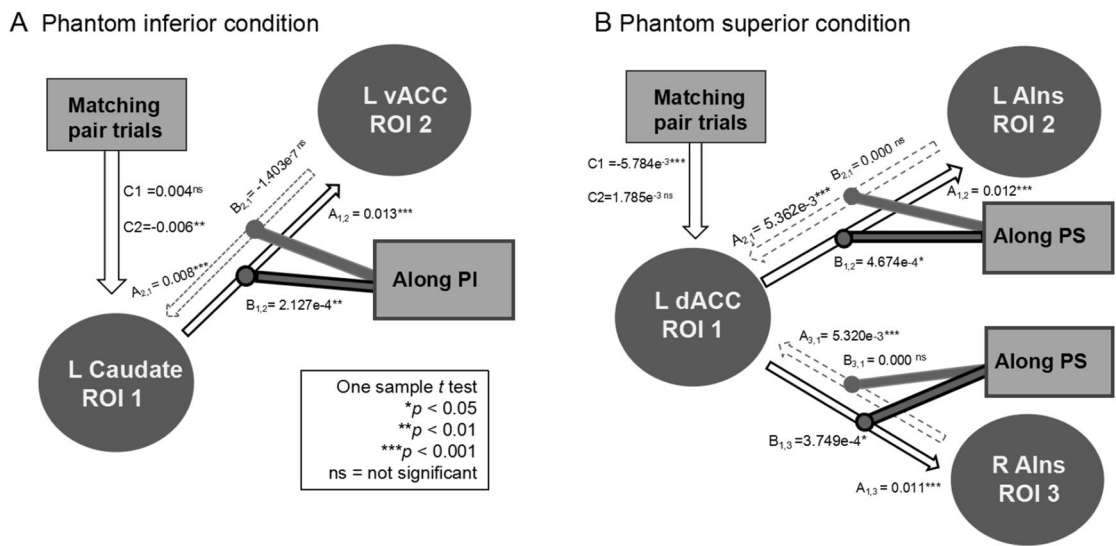 A Phantom inferior condition
Matching
pair trials
L vACC
ROI 2
C1 =0.004ns
C2=-0.006**
B2,1= -1.403e-7 ns
A1,2= 0.013***
A2,1= 0.008***
B1,2= 2.127e-4**
Along PI
L Caudate
ROI 1
One sample t test
*p < 0.05
**p < 0.01
***p < 0.001
ns = not significant
B Phantom superior condition
Matching
pair trials
L AIns
ROI 2
C1 =-5.784e-3***
C2=1.785e-3 ns
B2,1= 0.000 ns
A2,1= 5.362e-3***
A1,2= 0.012***
Along PS
B1,2= 4.674e-4*
L dACC
ROI 1
A3,1= 5.320e-3***
B3,1= 0.000 ns
Along PS
B1,3=3.749e-4*
A1,3= 0.011***
R AIns
ROI 3